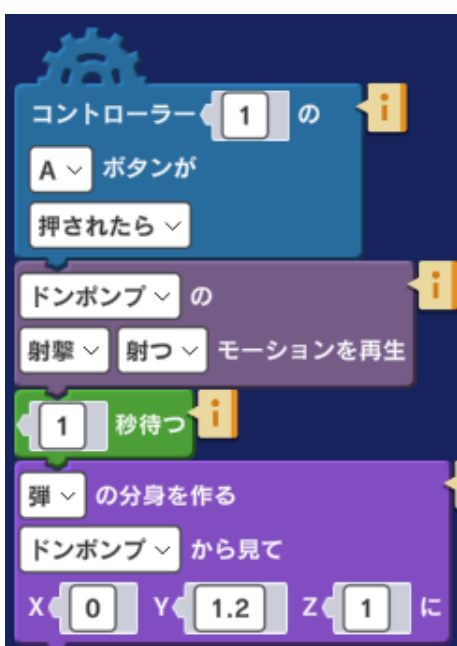 コントローラー 1 の
A ボタンが
押されたら
ドンポンプ の
射撃 射つ モーションを再生
1 秒待つ
弾 の分身を作る
ドンポンプ から見て
X 0 Y 1.2 Z 1 に